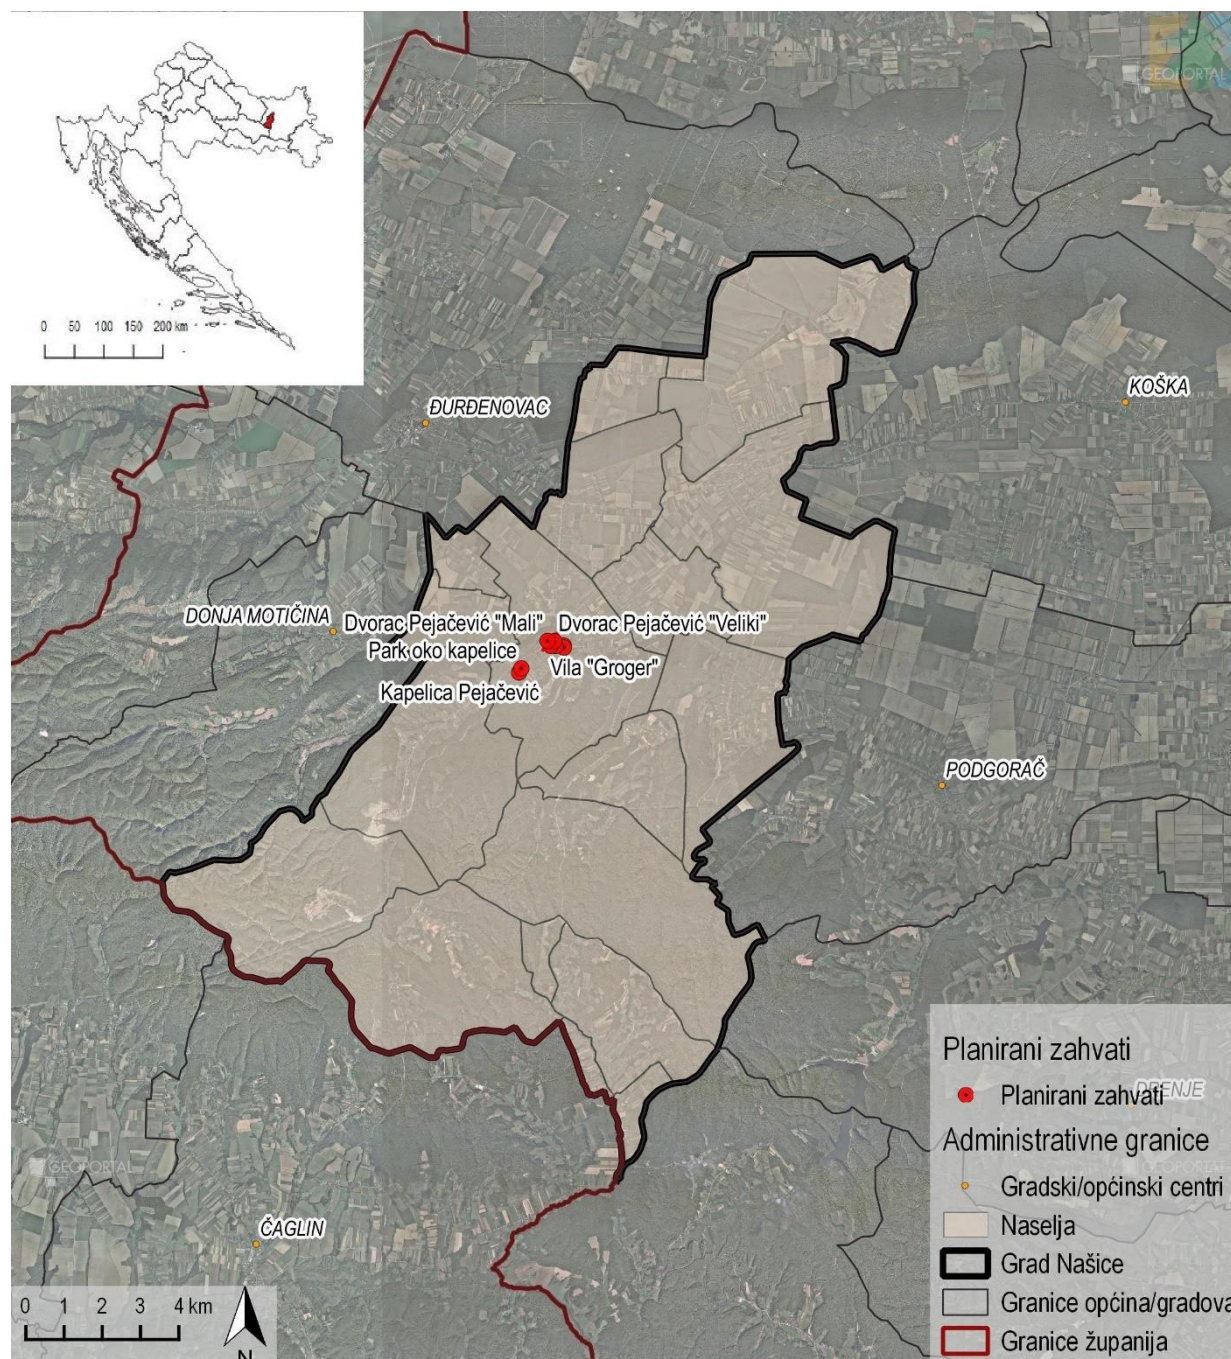 GEOPORTAL
0 50 100 150 200 km
ĐURĐENOVAC
KOŠKA
DONJA MOTIČINA
Dvorac Pejačević "Mali"
Dvorac Pejačević "Veliki"
Park oko kapelice
Vila "Groger"
Kapelica Pejačević
PODGORAČ
Planirani zahvati
Planirani zahvati
DRENJE
Administrativne granice
GEOPORTAL
GEOPORTAL
Gradski/općinski centri
Naselja
ČAGLIN
Grad Našice
0 1 2 3 4 km
Granice općina/gradova
N
Granice županija